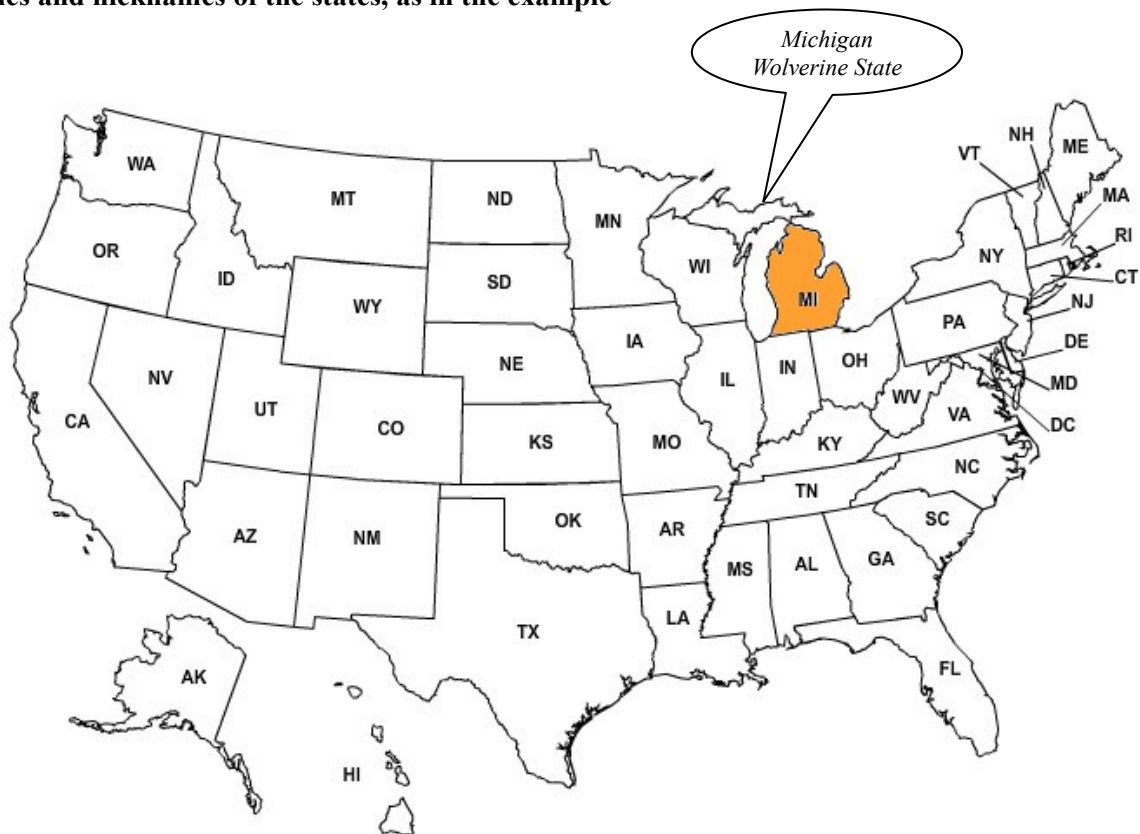 and nicknames of the states, as in the example
Michigan
Wolverine State
WA
MT
ND
MN
VT
NH
ME
MA
OR
ID
SD
WI
NY
RI
CT
WY
MI
NJ
IA
PA
NE
DE
NV
UT
IL
IN
OH
MD
CA
CO
KS
MO
WV
VA
DC
KY
NC
TN
AZ
NM
OK
AR
SC
MS
AL
GA
TX
LA
AK
FL
HI